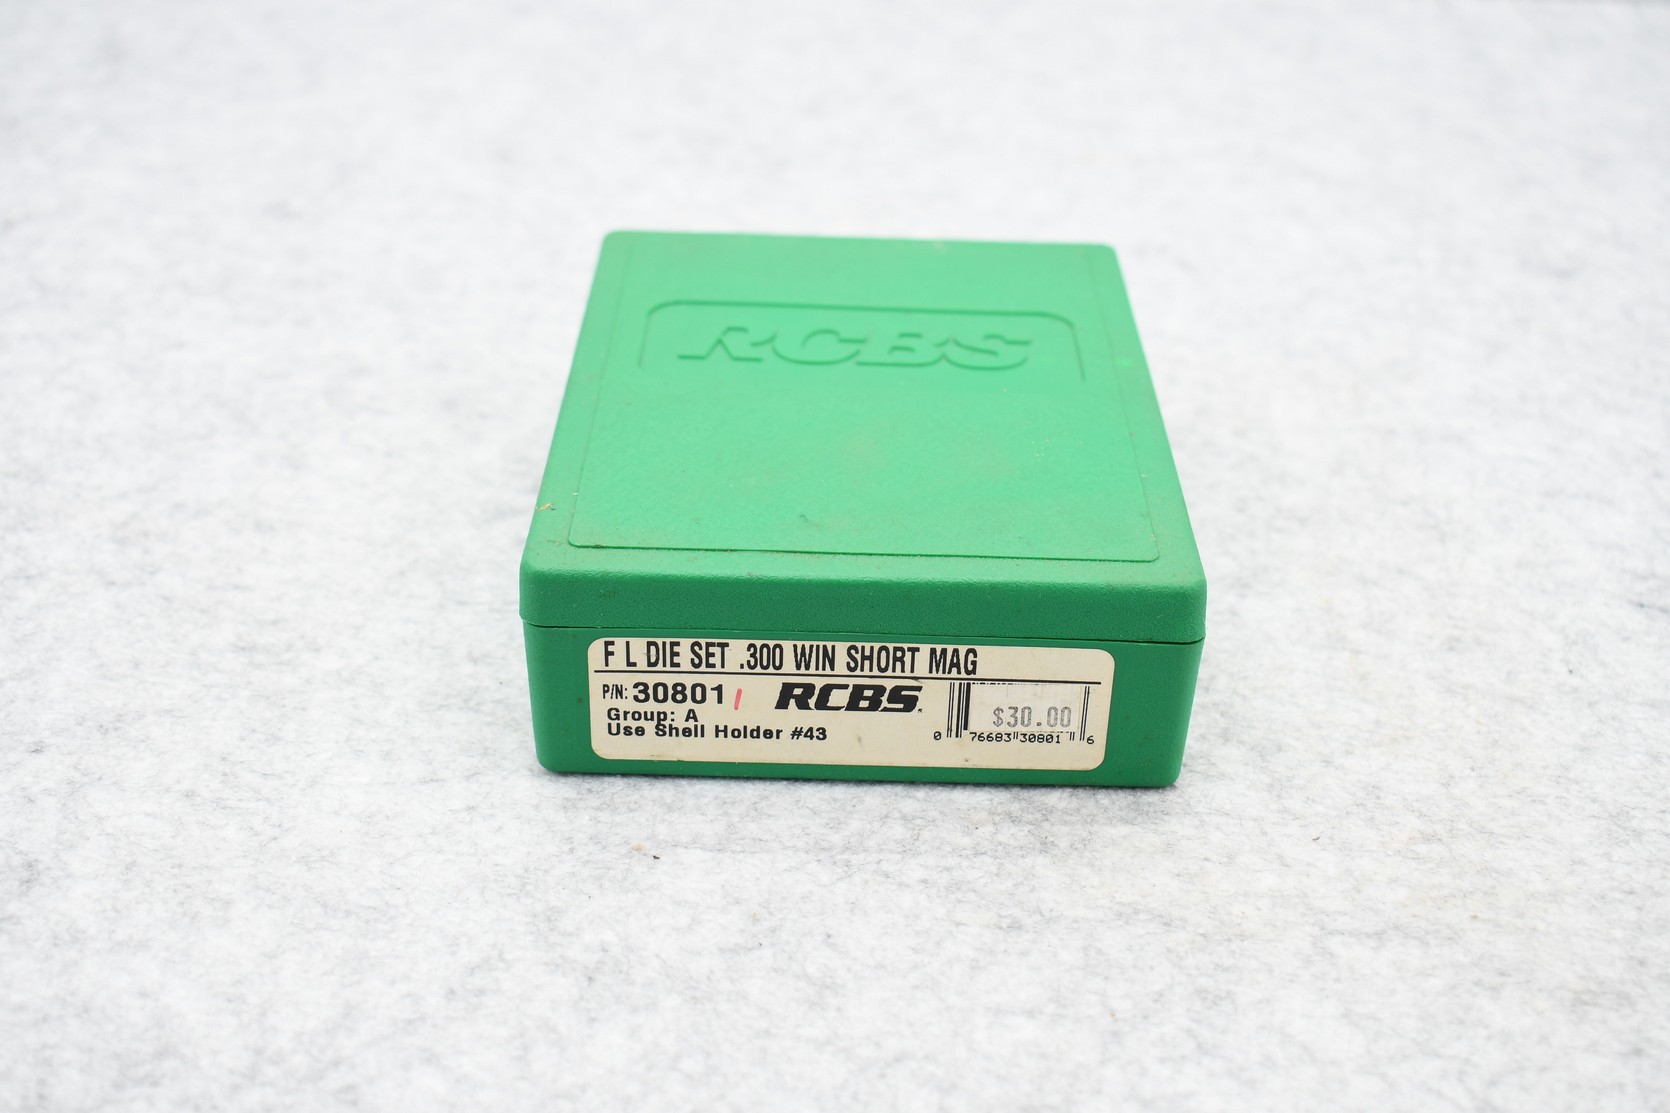 RCBS
F L DIE SET .300 WIN SHORT MAG
P/N: 30801 /
RCBS
Group: A
Use Shell Holder #43
$30.00
0 76683 30801 6